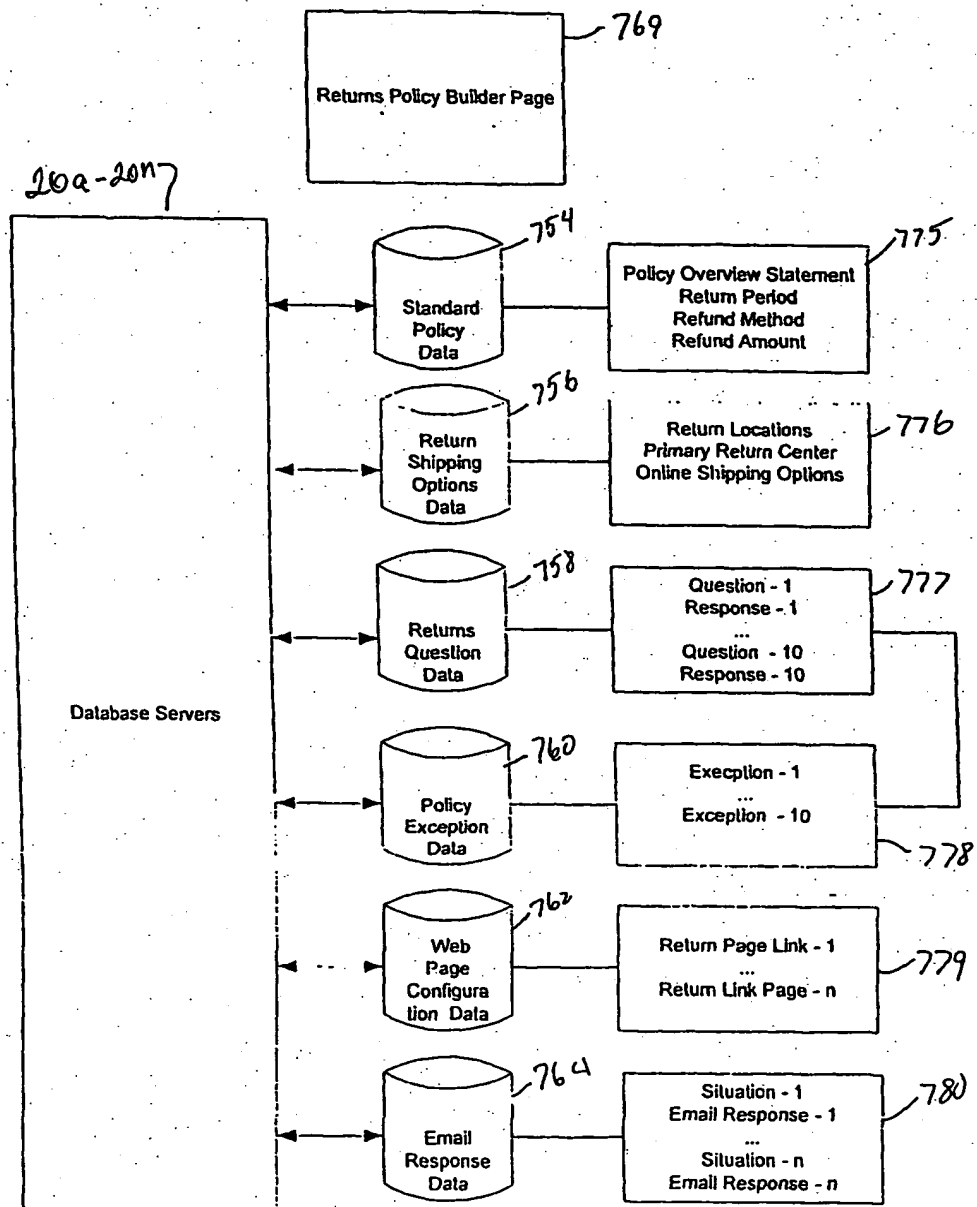 769
Returns Policy Builder Page
20a-20n
754
775
Standard
Policy
Data
Policy Overview Statement
Return Period
Refund Method
Refund Amount
756
776
Return
Shipping
Options
Data
Return Locations
Primary Return Center
Online Shipping Options
758
777
Returns
Question
Data
Question - 1
Response - 1
...
Question - 10
Response - 10
Database Servers
760
Policy
Exception
Data
Execption - 1
...
Exception - 10
778
762
Web
Page
Configura
tion Data
Return Page Link - 1
...
Return Link Page - n
779
764
780
Email
Response
Data
Situation - 1
Email Response - 1
...
Situation - n
Email Response - n